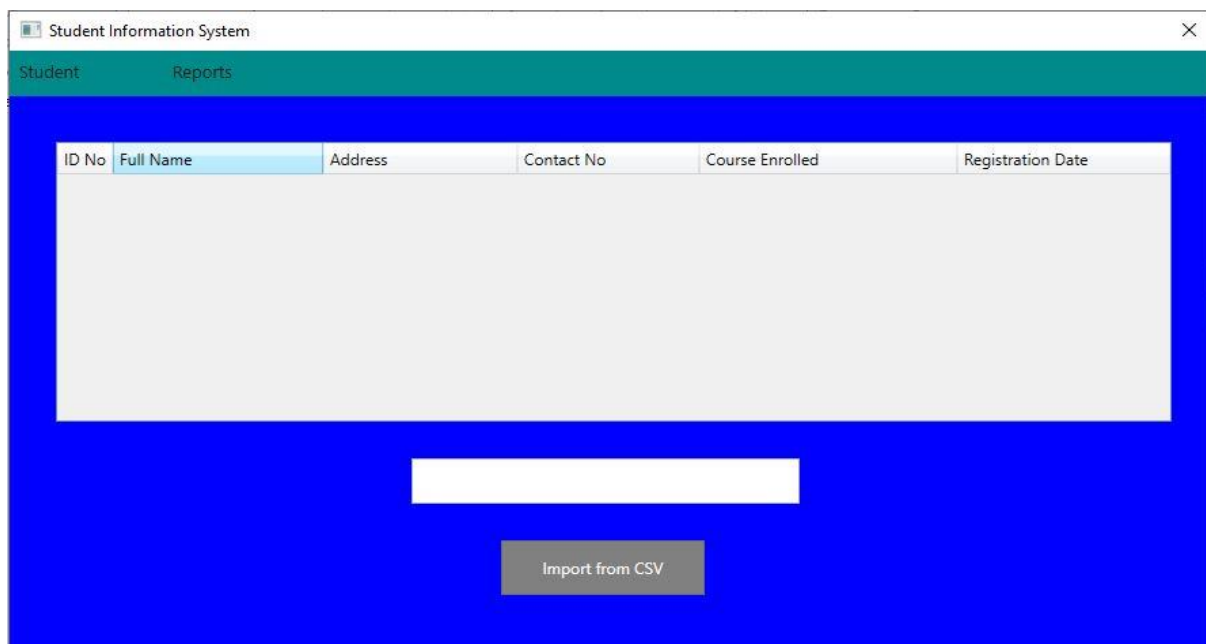 Student Information System
Student Reports
ID No Full Name Address Contact No Course Enrolled Registration Date
Import from CSV